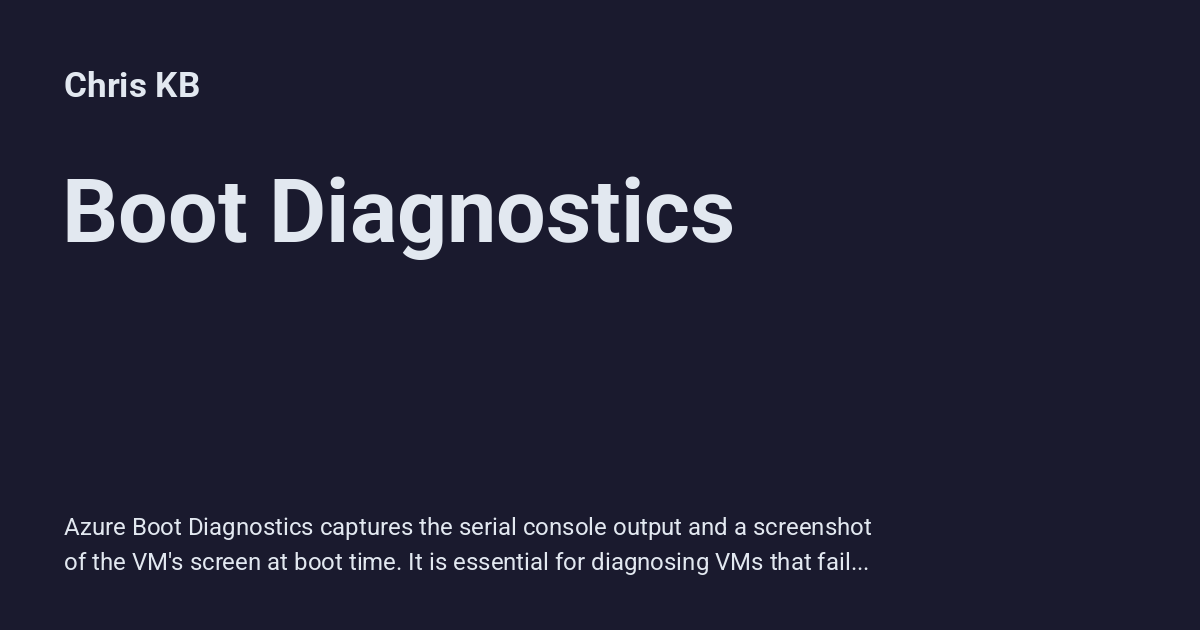 Chris KB
Boot Diagnostics
Azure Boot Diagnostics captures the serial console output and a screenshot
of the VM's screen at boot time. It is essential for diagnosing VMs that fail...